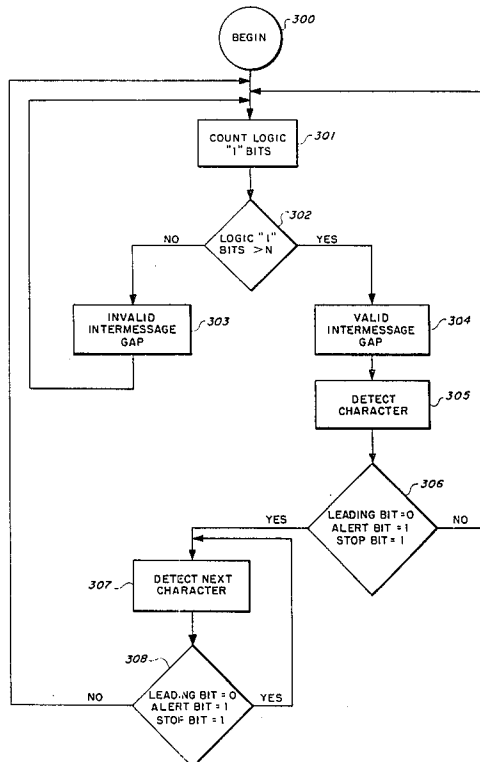 BEGIN
300
COUNT LOGIC
"1" BITS
301
302
LOGIC "1"
BITS >N
NO
YES
INVALID
INTERMESSAGE
GAP
303
VALID
INTERMESSAGE
GAP
304
DETECT
CHARACTER
305
306
LEADING BIT=0
ALERT BIT = 1
STOP BIT = 1
YES
NO
307
DETECT NEXT
CHARACTER
308
LEADING BIT = 0
ALERT BIT = 1
STOP BIT = 1
NO
YES